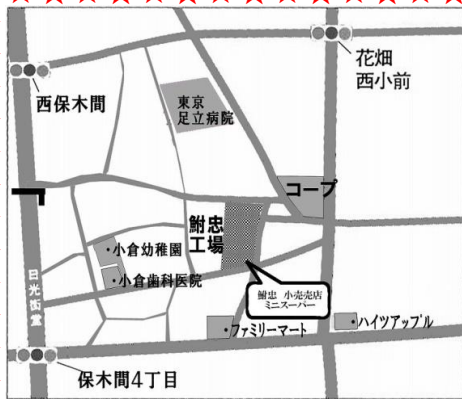 花畑
西小前
西保木間
東京
足立病院
コープ
鮒忠
工場
・小倉幼稚園
・小倉歯科医院
鮒忠 小売売店
ミニスーパー
日光街道
・ファミリーマート
・ハイツアップル
保木間4丁目